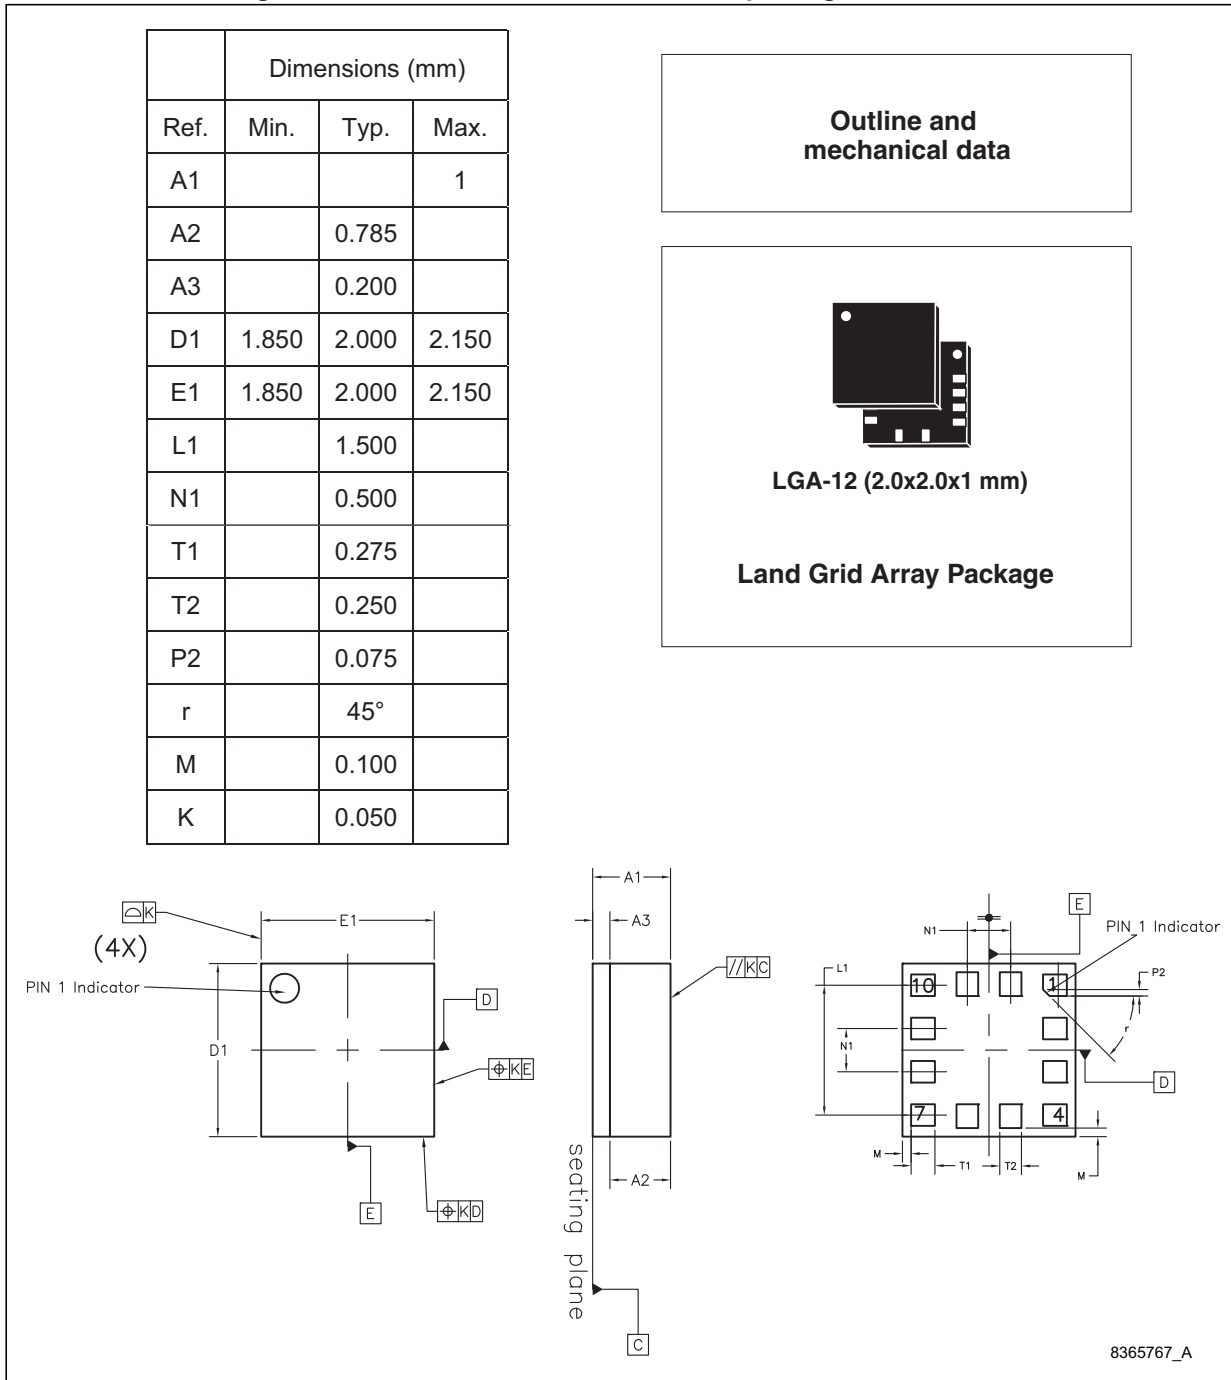 Dimensions (mm)
Ref. Min. Typ. Max.
A1 1
A2 0.785
A3 0.200
D1 1.850 2.000 2.150
E1 1.850 2.000 2.150
L1 1.500
N1 0.500
T1 0.275
T2 0.250
P2 0.075
r 45°
M 0.100
K 0.050
Outline and
mechanical data
LGA-12 (2.0x2.0x1 mm)
Land Grid Array Package
K
(4X)
PIN 1 Indicator
E1
D1
D
KE
E
KD
A1
A3
//KC
A2
seating plane
C
E
N1
PIN 1 Indicator
L1
P2
10
1
r
N1
D
7
4
M
T1
T2
M
8365767_A